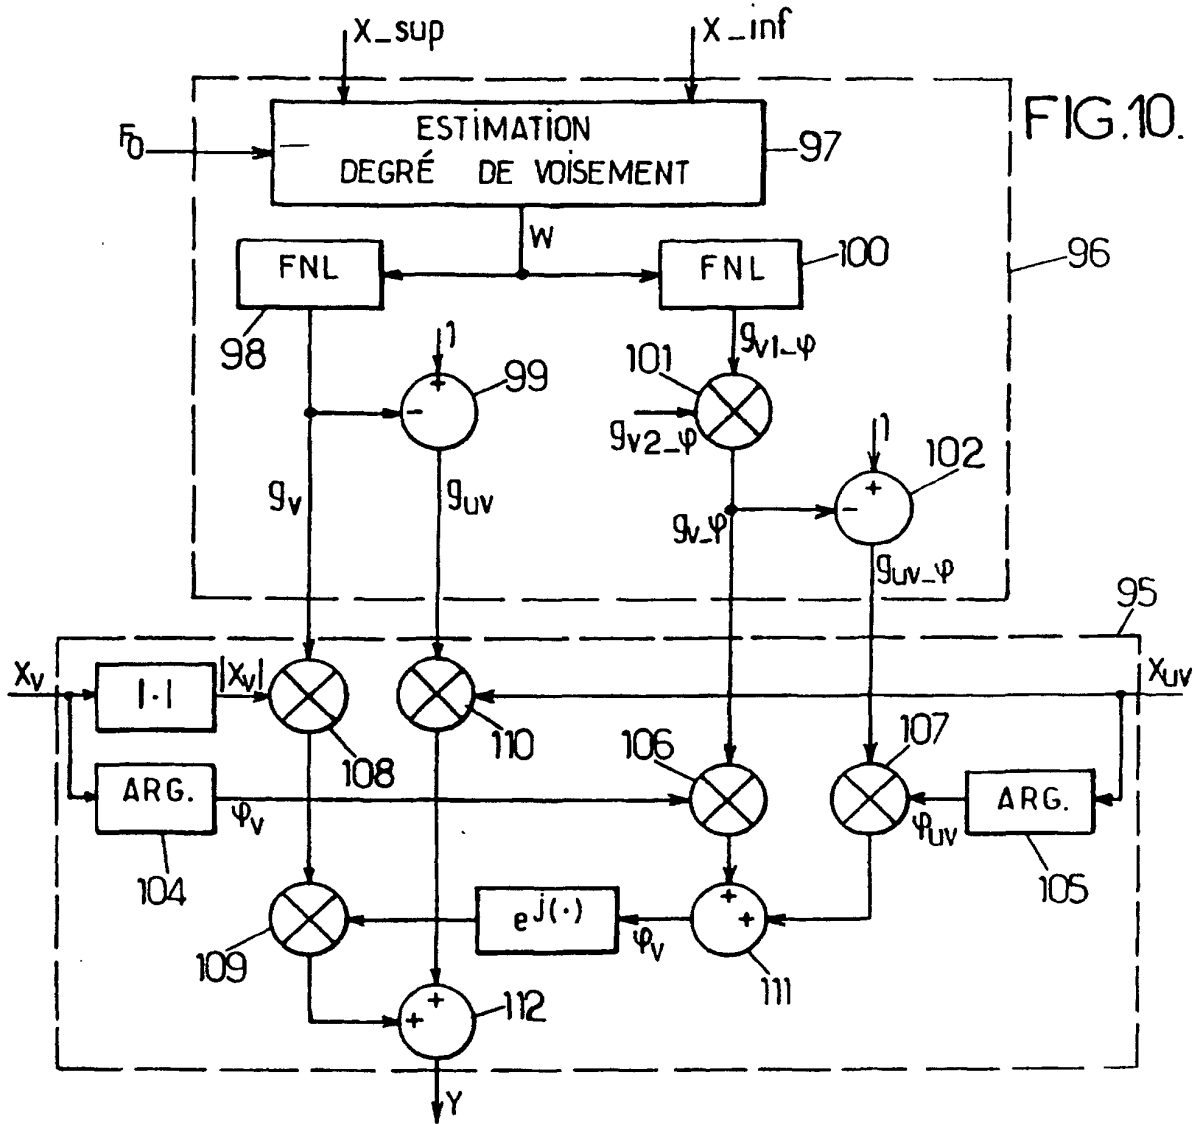 X_sup
X_inf
FIG.10.
F0
ESTIMATION
DEGRÉ DE VOISEMENT
97
W
FNL
FNL
100
96
98
1
99
101
gv1_φ
gv2_φ
1
102
gv
guv
gv_φ
guv_φ
95
Xv
|·|
|Xv|
Xuv
108
110
106
107
ARG.
φv
φuv
ARG.
104
105
e j(·)
φv
109
111
112
Y